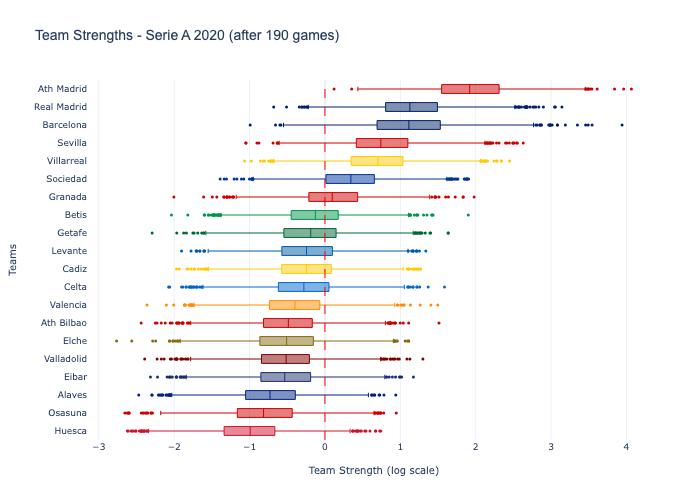 Team Strengths - Serie A 2020 (after 190 games)
Ath Madrid
Real Madrid
Barcelona
Sevilla
Villarreal
Sociedad
Granada
Betis
Getafe
Levante
Cadiz
Celta
Valencia
Ath Bilbao
Elche
Valladolid
Eibar
Alaves
Osasuna
Huesca
Teams
−3 −2 −1 0 1 2 3 4
Team Strength (log scale)